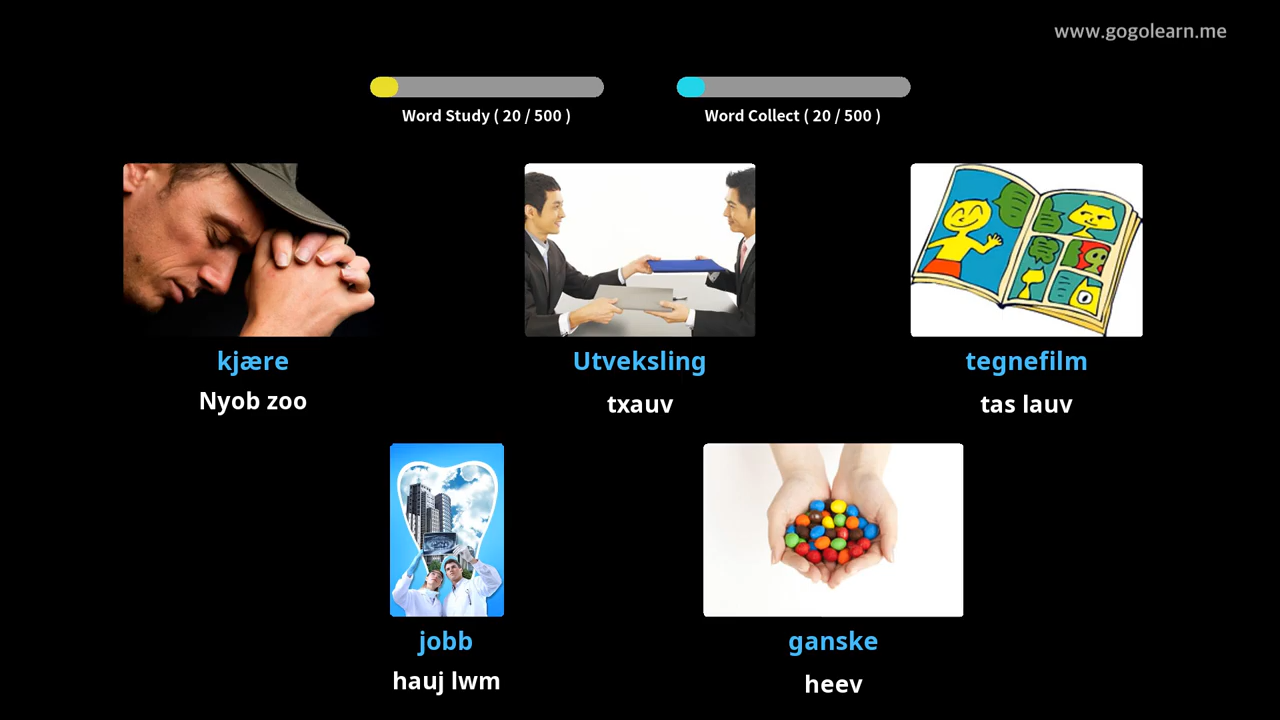 www.gogolearn.me
Word Study ( 20 / 500 )
Word Collect ( 20 / 500 )
kjære
Nyob zoo
Utveksling
txauv
tegnefilm
tas lauv
jobb
hauj lwm
ganske
heev